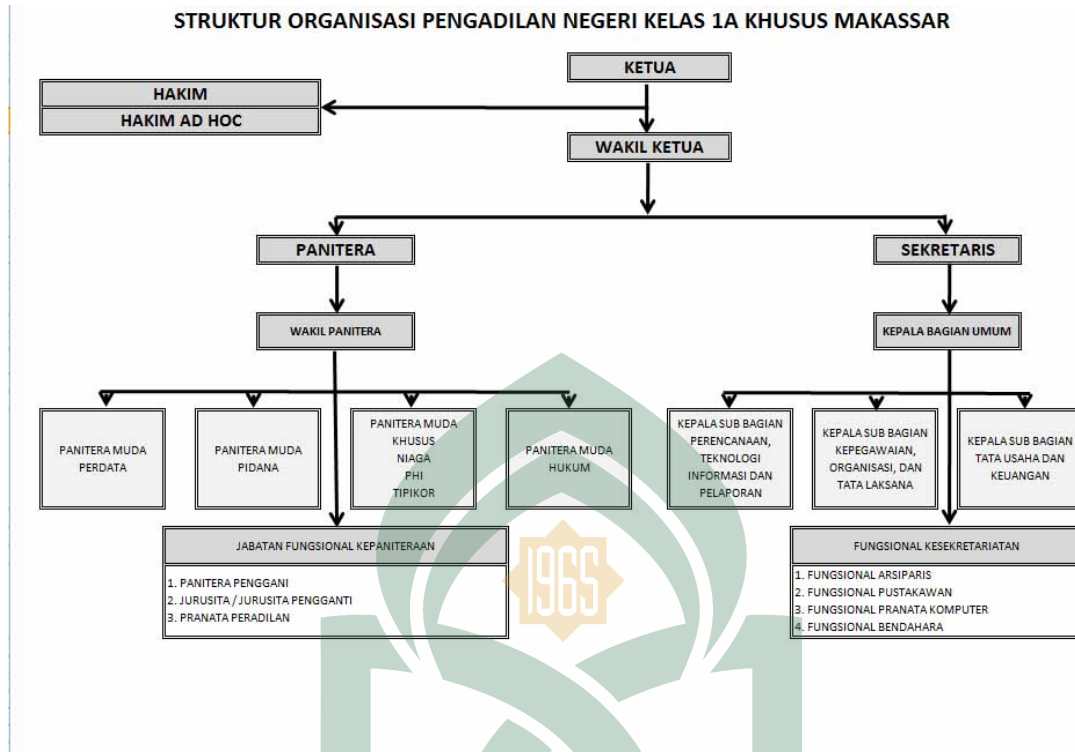 STRUKTUR ORGANISASI PENGADILAN NEGERI KELAS 1A KHUSUS MAKASSAR
KETUA
HAKIM
HAKIM AD HOC
WAKIL KETUA
PANITERA
SEKRETARIS
WAKIL PANITERA
KEPALA BAGIAN UMUM
PANITERA MUDA
PERDATA
PANITERA MUDA
PIDANA
PANITERA MUDA
KHUSUS
NIAGA
PHI
TIPIKOR
PANITERA MUDA
HUKUM
KEPALA SUB BAGIAN
PERENCANAAN,
TEKNOLOGI
INFORMASI DAN
PELAPORAN
KEPALA SUB BAGIAN
KEPEGAWAIAN,
ORGANISASI, DAN
TATA LAKSANA
KEPALA SUB BAGIAN
TATA USAHA DAN
KEUANGAN
JABATAN FUNGSIONAL KEPANITERAAN
1. PANITERA PENGGANI
2. JURUSITA / JURUSITA PENGGANTI
3. PRANATA PERADILAN
FUNGSIONAL KESEKRETARIATAN
1. FUNGSIONAL ARSIPARIS
2. FUNGSIONAL PUSTAKAWAN
3. FUNGSIONAL PRANATA KOMPUTER
4. FUNGSIONAL BENDAHARA
1965